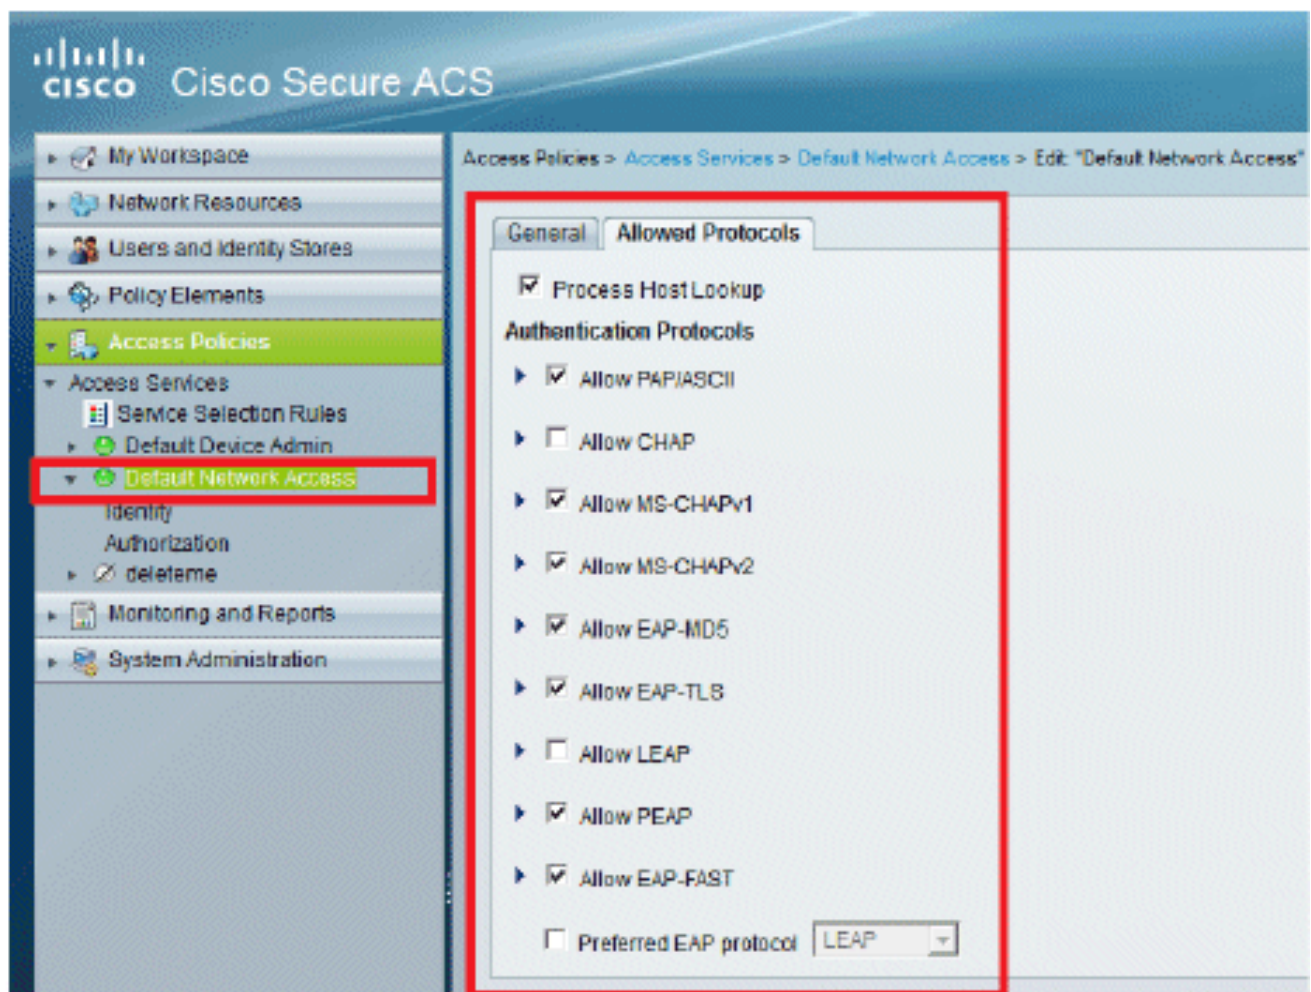 CISCO Cisco Secure ACS
My Workspace
Network Resources
Users and Identity Stores
Policy Elements
Access Policies
Access Services
Service Selection Rules
Default Device Admin
Default Network Access
Identity
Authorization
deleteme
Monitoring and Reports
System Administration
Access Policies > Access Services > Default Network Access > Edit: "Default Network Access"
General Allowed Protocols
Process Host Lookup
Authentication Protocols
Allow PAP/ASCII
Allow CHAP
Allow MS-CHAPv1
Allow MS-CHAPv2
Allow EAP-MD5
Allow EAP-TLS
Allow LEAP
Allow PEAP
Allow EAP-FAST
Preferred EAP protocol LEAP